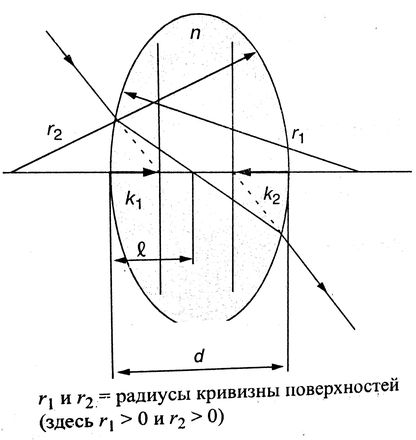 n
r2
r1
k1
k2
ℓ
d
r1 и r2 = радиусы кривизны поверхностей
(здесь r1 > 0 и r2 > 0)